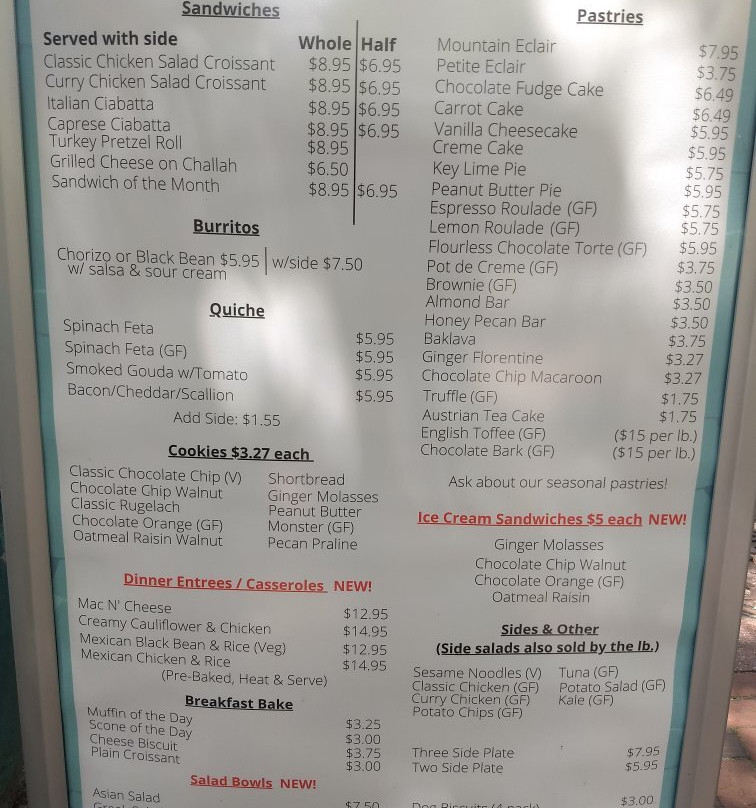 Sandwiches
Served with side Whole Half
Classic Chicken Salad Croissant $8.95 $6.95
Curry Chicken Salad Croissant $8.95 $6.95
Italian Ciabatta $8.95 $6.95
Caprese Ciabatta $8.95 $6.95
Turkey Pretzel Roll $8.95
Grilled Cheese on Challah $6.50
Sandwich of the Month $8.95 $6.95
Burritos
Chorizo or Black Bean $5.95 w/side $7.50
w/ salsa & sour cream
Quiche
Spinach Feta $5.95
Spinach Feta (GF) $5.95
Smoked Gouda w/Tomato $5.95
Bacon/Cheddar/Scallion $5.95
Add Side: $1.55
Cookies $3.27 each
Classic Chocolate Chip (V) Shortbread
Chocolate Chip Walnut Ginger Molasses
Classic Rugelach Peanut Butter
Chocolate Orange (GF) Monster (GF)
Oatmeal Raisin Walnut Pecan Praline
Dinner Entrees / Casseroles NEW!
Mac N' Cheese $12.95
Creamy Cauliflower & Chicken $14.95
Mexican Black Bean & Rice (Veg) $12.95
Mexican Chicken & Rice $14.95
(Pre-Baked, Heat & Serve)
Breakfast Bake
Muffin of the Day $3.25
Scone of the Day $3.00
Cheese Biscuit $3.75
Plain Croissant $3.00
Salad Bowls NEW!
Asian Salad $7.50
Pastries
Mountain Eclair $7.95
Petite Eclair $3.75
Chocolate Fudge Cake $6.49
Carrot Cake $6.49
Vanilla Cheesecake $5.95
Creme Cake $5.95
Key Lime Pie $5.75
Peanut Butter Pie $5.95
Espresso Roulade (GF) $5.75
Lemon Roulade (GF) $5.75
Flourless Chocolate Torte (GF) $5.95
Pot de Creme (GF) $3.75
Brownie (GF) $3.50
Almond Bar $3.50
Honey Pecan Bar $3.50
Baklava $3.75
Ginger Florentine $3.27
Chocolate Chip Macaroon $3.27
Truffle (GF) $1.75
Austrian Tea Cake $1.75
English Toffee (GF) ($15 per lb.)
Chocolate Bark (GF) ($15 per lb.)
Ask about our seasonal pastries!
Ice Cream Sandwiches $5 each NEW!
Ginger Molasses
Chocolate Chip Walnut
Chocolate Orange (GF)
Oatmeal Raisin
Sides & Other
(Side salads also sold by the lb.)
Sesame Noodles (V) Tuna (GF)
Classic Chicken (GF) Potato Salad (GF)
Curry Chicken (GF) Kale (GF)
Potato Chips (GF)
Three Side Plate $7.95
Two Side Plate $5.95
Dog Biscuits (4 pack) $3.00